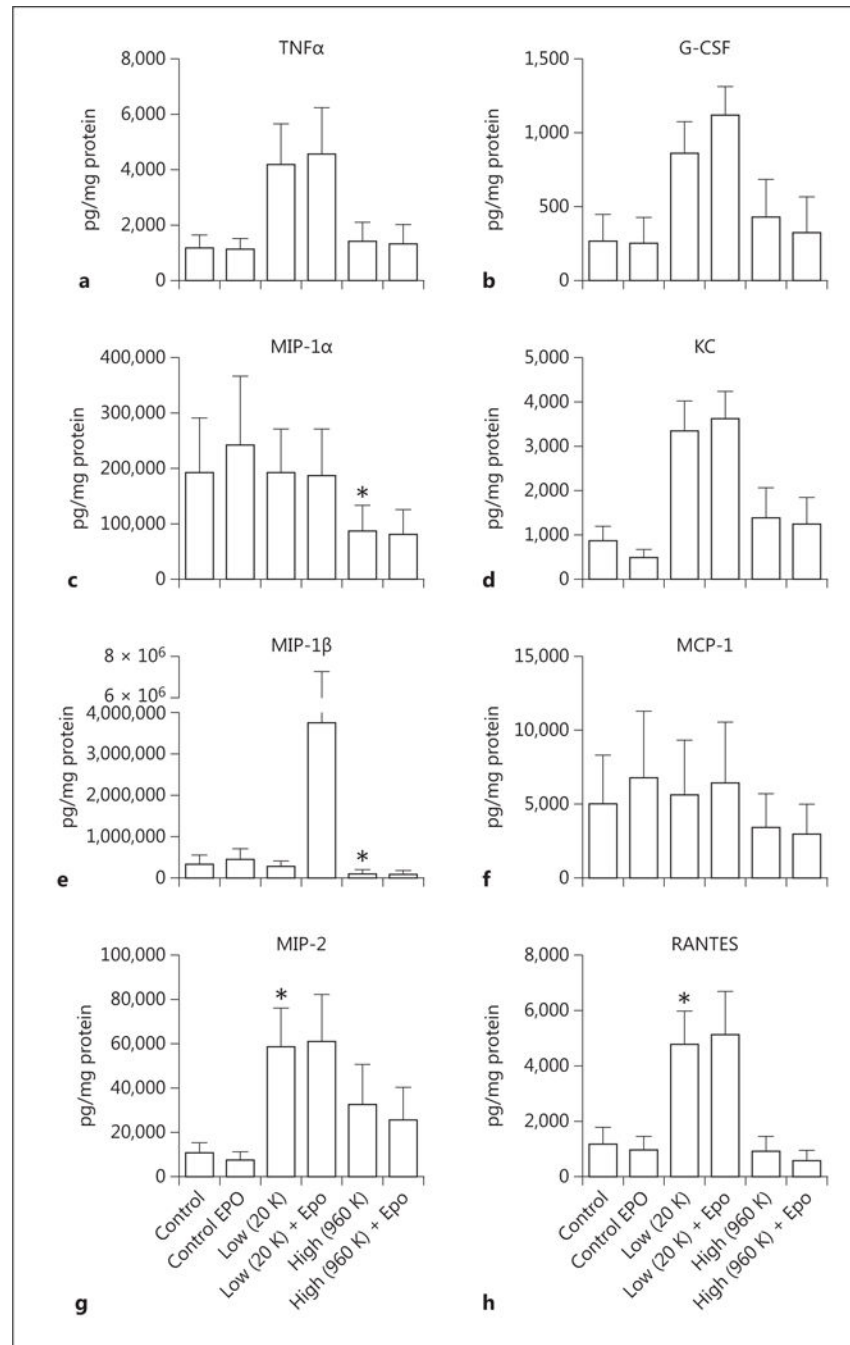 TNFα
8,000
6,000
4,000
2,000
0
pg/mg protein
a
G-CSF
1,500
1,000
500
0
pg/mg protein
b
MIP-1α
400,000
300,000
200,000
100,000
0
pg/mg protein
*
c
KC
5,000
4,000
3,000
2,000
1,000
0
pg/mg protein
d
MIP-1β
8 × 10⁶
6 × 10⁶
4,000,000
3,000,000
2,000,000
1,000,000
0
pg/mg protein
*
e
MCP-1
15,000
10,000
5,000
0
pg/mg protein
f
MIP-2
100,000
80,000
60,000
40,000
20,000
0
pg/mg protein
*
Control
Control EPO
Low (20 K)
Low (20 K) + Epo
High (960 K)
High (960 K) + Epo
g
RANTES
8,000
6,000
4,000
2,000
0
pg/mg protein
*
Control
Control EPO
Low (20 K)
Low (20 K) + Epo
High (960 K)
High (960 K) + Epo
h